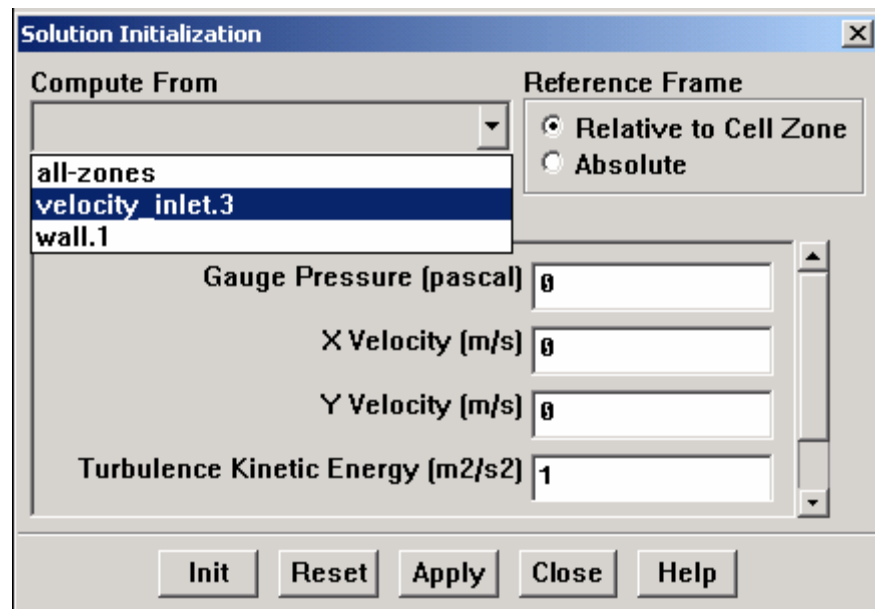 Solution Initialization
Compute From
Reference Frame
Relative to Cell Zone
Absolute
all-zones
velocity_inlet.3
wall.1
Gauge Pressure (pascal) 0
X Velocity (m/s) 0
Y Velocity (m/s) 0
Turbulence Kinetic Energy (m2/s2) 1
Init Reset Apply Close Help